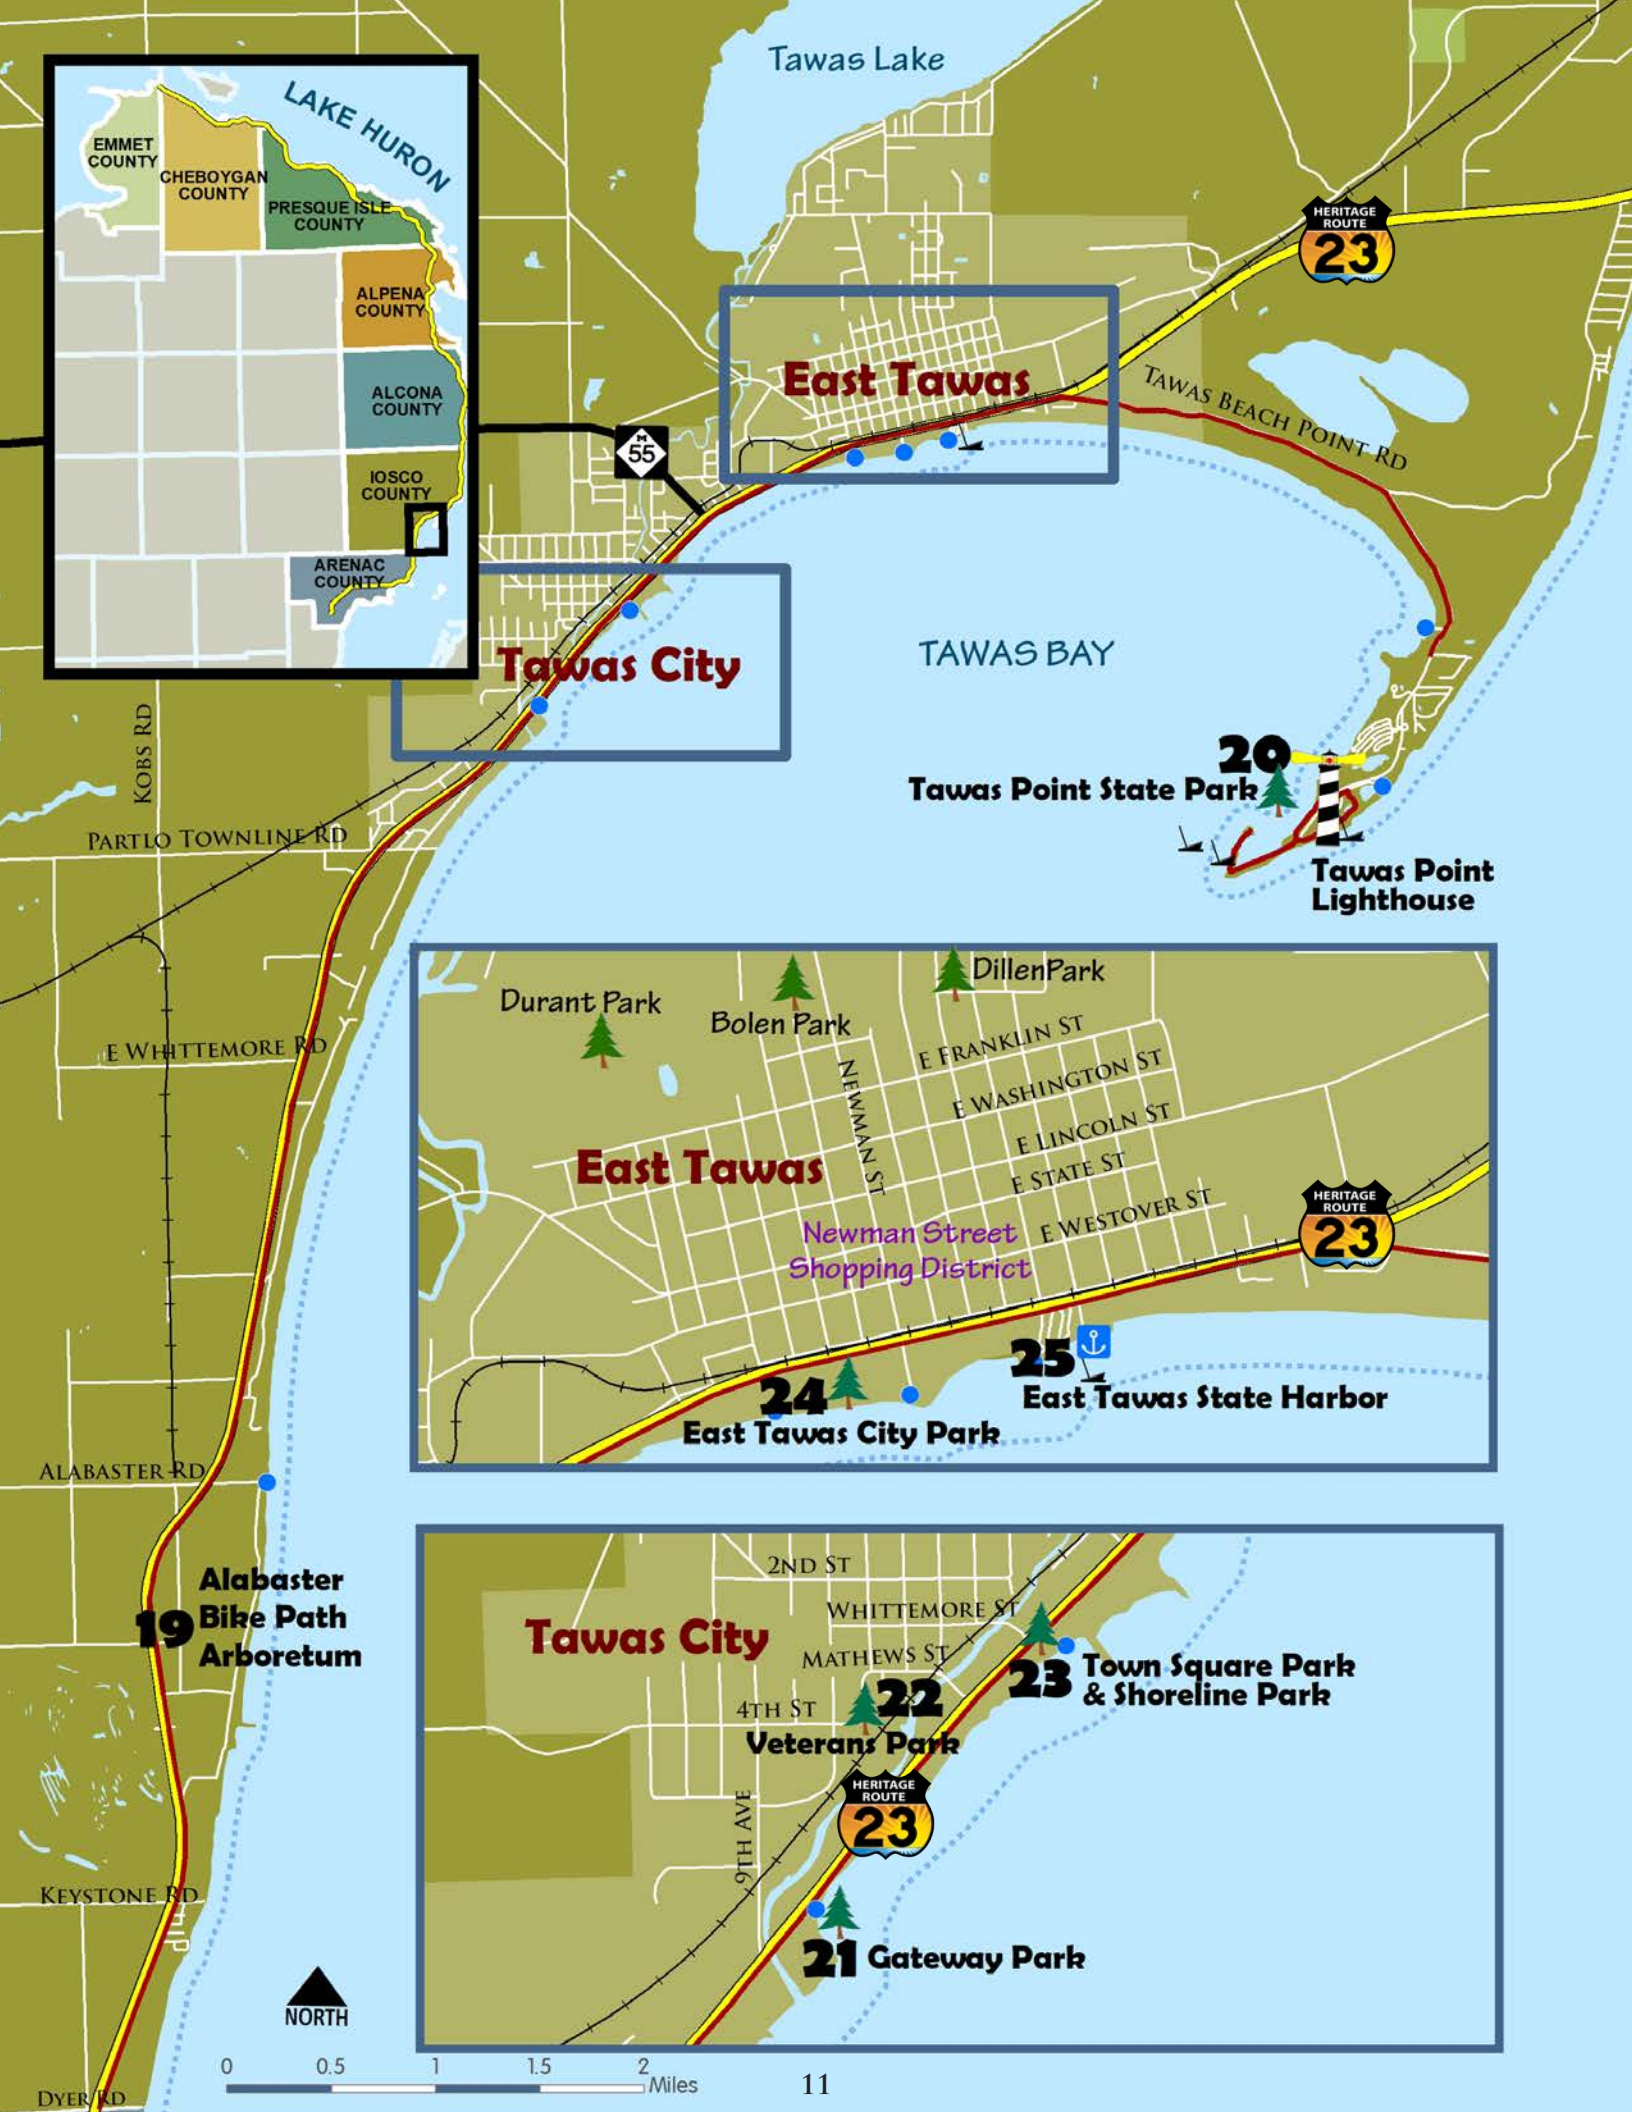 Tawas Lake
LAKE HURON
EMMET
COUNTY
CHEBOYGAN
COUNTY
PRESQUE ISLE
COUNTY
ALPENA
COUNTY
ALCONA
COUNTY
IOSCO
COUNTY
ARENAC
COUNTY
HERITAGE
ROUTE
23
East Tawas
TAWAS BEACH POINT RD
M
55
Tawas City
TAWAS BAY
KOBS RD
20
Tawas Point State Park
Tawas Point
Lighthouse
PARTLO TOWNLINE RD
E WHITTEMORE RD
ALABASTER RD
19
Alabaster
Bike Path
Arboretum
KEYSTONE RD
DYER RD
Durant Park
Bolen Park
DillenPark
E FRANKLIN ST
E WASHINGTON ST
E LINCOLN ST
E STATE ST
E WESTOVER ST
NEWMAN ST
East Tawas
Newman Street
Shopping District
HERITAGE
ROUTE
23
25
East Tawas State Harbor
24
East Tawas City Park
2ND ST
WHITTEMORE ST
Tawas City
MATHEWS ST
23 Town Square Park
& Shoreline Park
4TH ST
22
Veterans Park
HERITAGE
ROUTE
23
9TH AVE
21 Gateway Park
NORTH
0 0.5 1 1.5 2
Miles
11